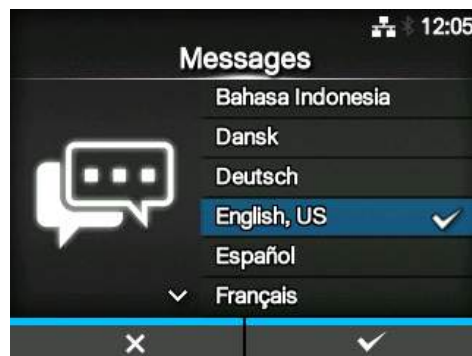 12:05
Messages
Bahasa Indonesia
Dansk
Deutsch
English, US
Español
Français